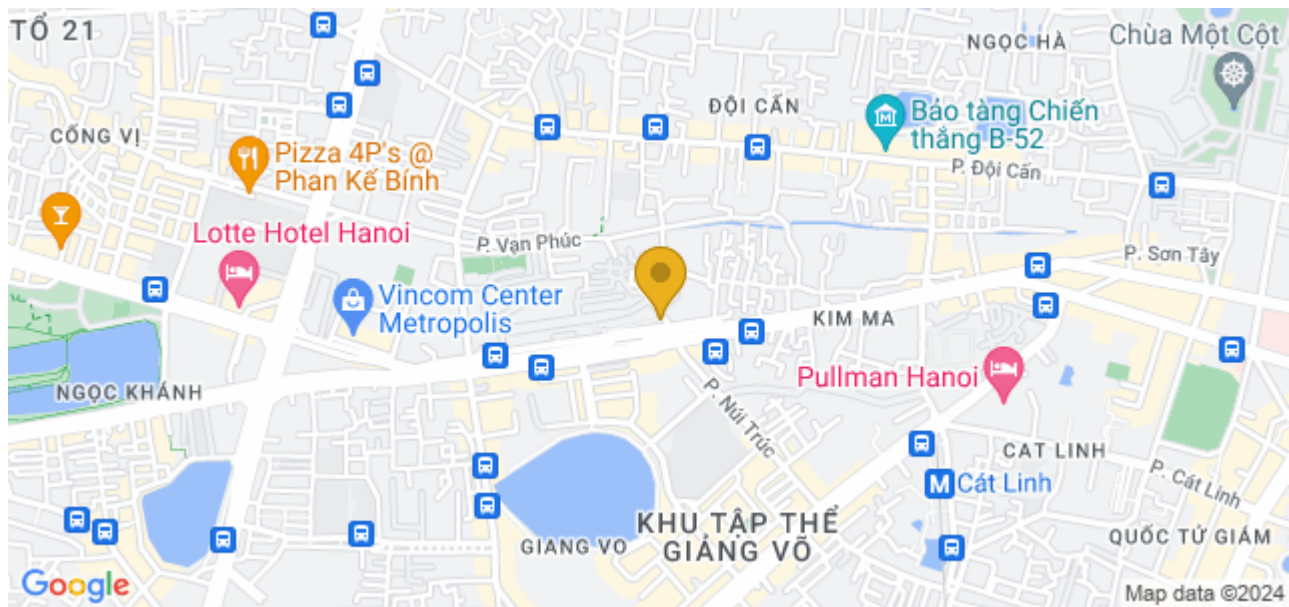 TỔ 21
NGỌC HÀ
Chùa Một Cột
ĐỘI CẤN
Bảo tàng Chiến
thắng B-52
CỐNG VỊ
Pizza 4P's @
Phan Kế Bính
P. Đội Cấn
Lotte Hotel Hanoi
P. Vạn Phúc
P. Sơn Tây
Vincom Center
Metropolis
KIM MA
Pullman Hanoi
NGỌC KHÁNH
P. Núi Trúc
CAT LINH
P. Cát Linh
M Cát Linh
KHU TẬP THỂ
GIẢNG VÕ
GIANG VO
QUỐC TỬ GIÁM
Google
Map data ©2024